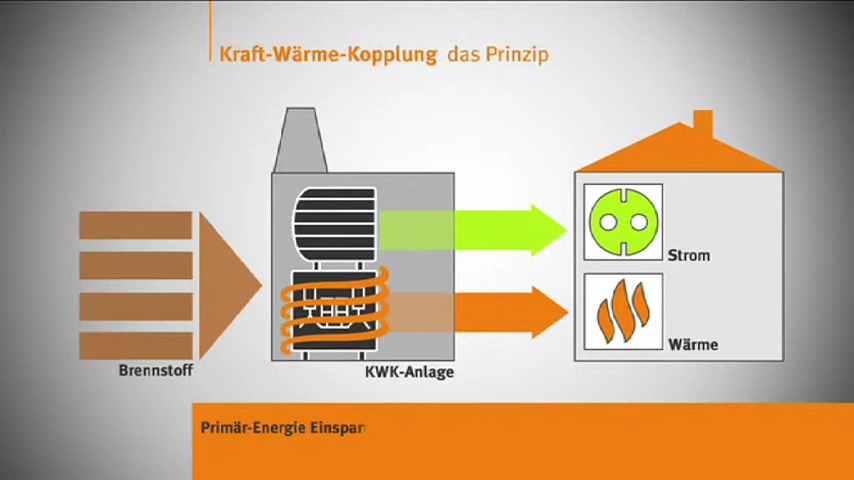 Kraft-Wärme-Kopplung das Prinzip
Strom
Wärme
Brennstoff
KWK-Anlage
Primär-Energie Einspar